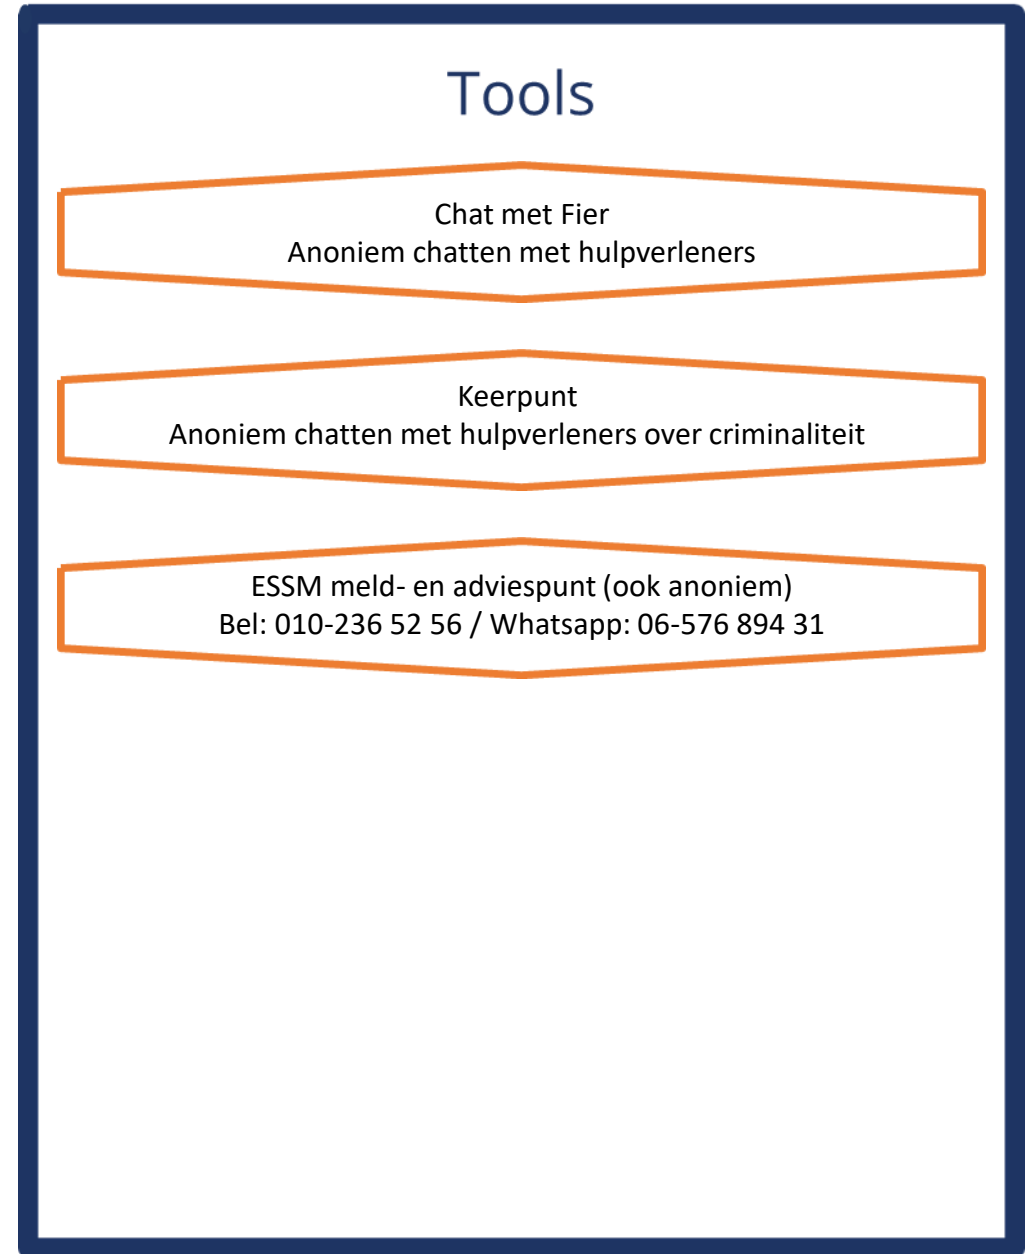 Tools
Chat met Fier
Anoniem chatten met hulpverleners
Keerpunt
Anoniem chatten met hulpverleners over criminaliteit
ESSM meld- en adviespunt (ook anoniem)
Bel: 010-236 52 56 / Whatsapp: 06-576 894 31